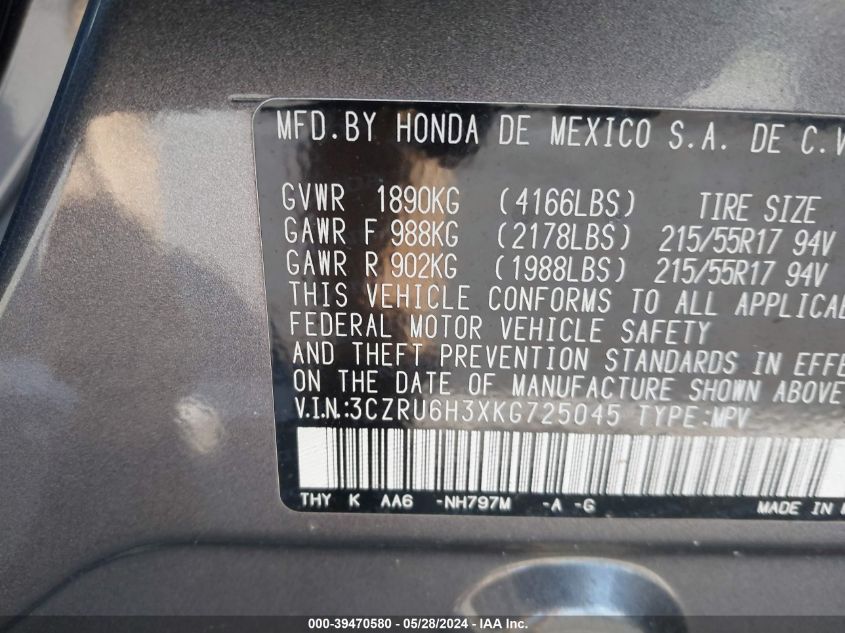 MFD.BY HONDA DE MEXICO S.A. DE C.V
GVWR 1890KG (4166LBS) TIRE SIZE
GAWR F 988KG (2178LBS) 215/55R17 94V
GAWR R 902KG (1988LBS) 215/55R17 94V
THIS VEHICLE CONFORMS TO ALL APPLICA
FEDERAL MOTOR VEHICLE SAFETY
AND THEFT PREVENTION STANDARDS IN EFFE
ON THE DATE OF MANUFACTURE SHOWN ABOVE
V.I.N.:3CZRU6H3XKG725045 TYPE:MPV
THY K AA6 -NH797M -A -G MADE IN
000-39470580 - 05/28/2024 - IAAI.com.